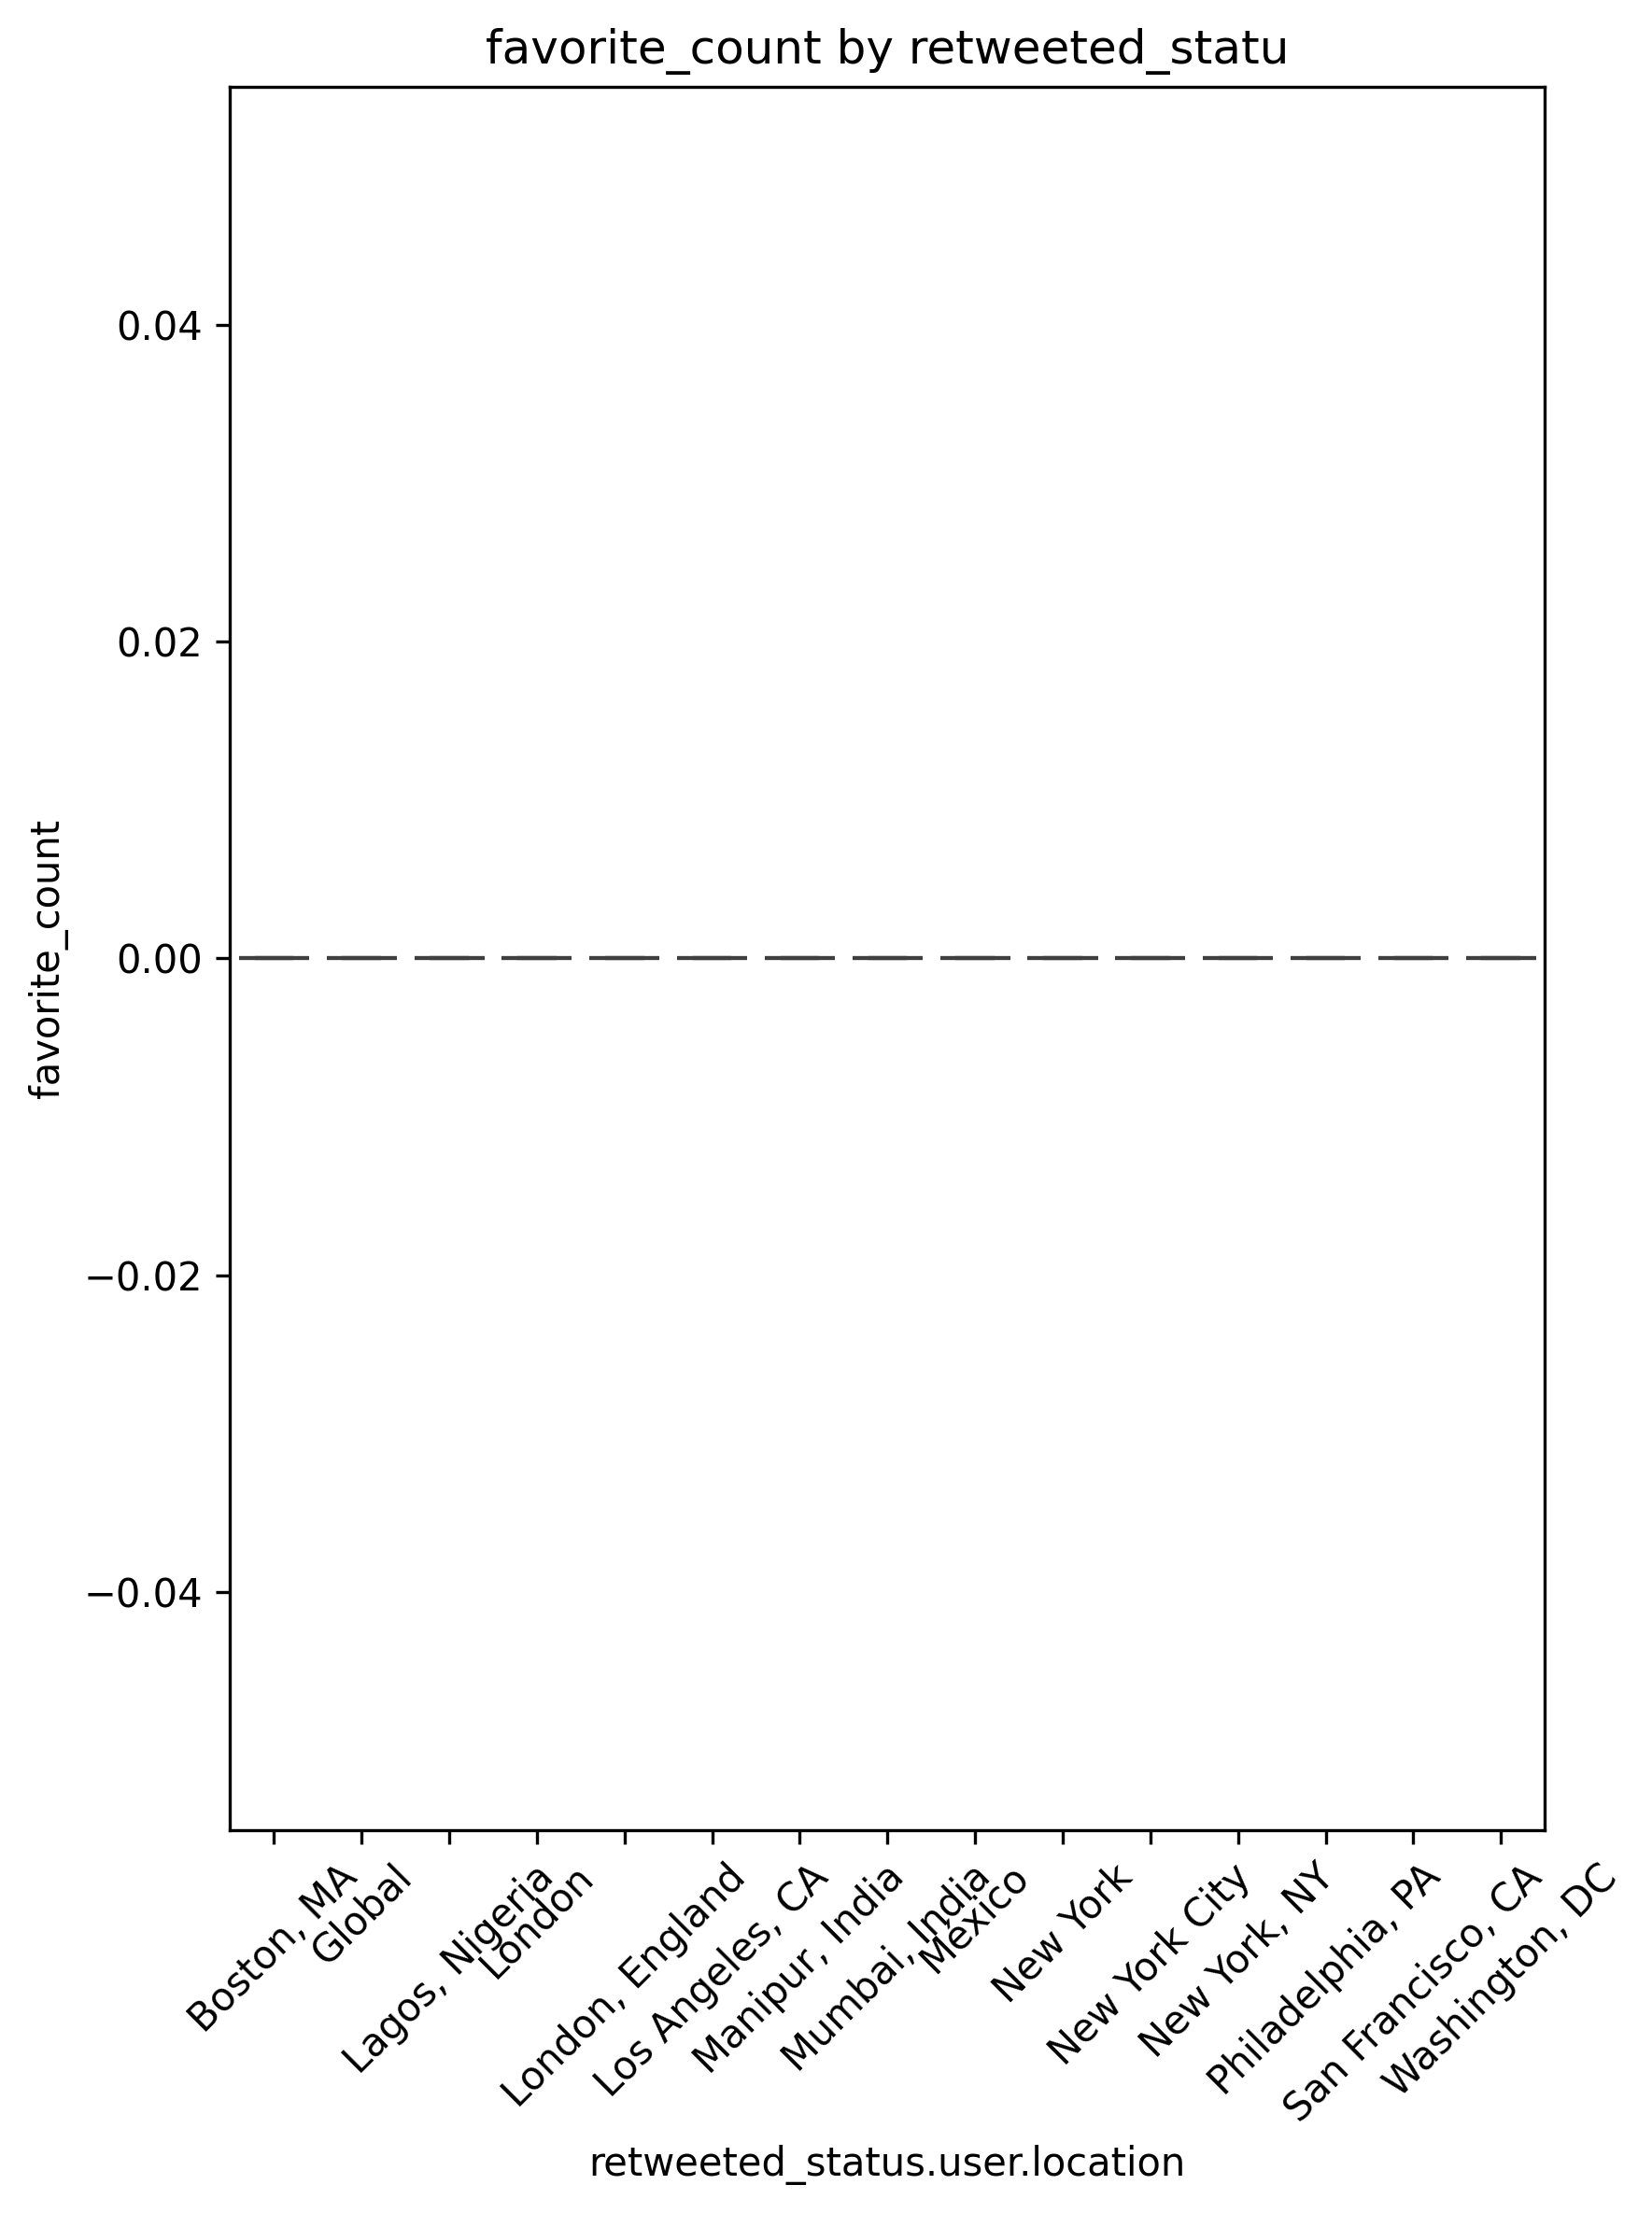 favorite_count by retweeted_statu
favorite_count
0.04
0.02
0.00
−0.02
−0.04
Boston, MA
Global
Lagos, Nigeria
London
London, England
Los Angeles, CA
Manipur, India
Mumbai, India
México
New York
New York City
New York, NY
Philadelphia, PA
San Francisco, CA
Washington, DC
retweeted_status.user.location